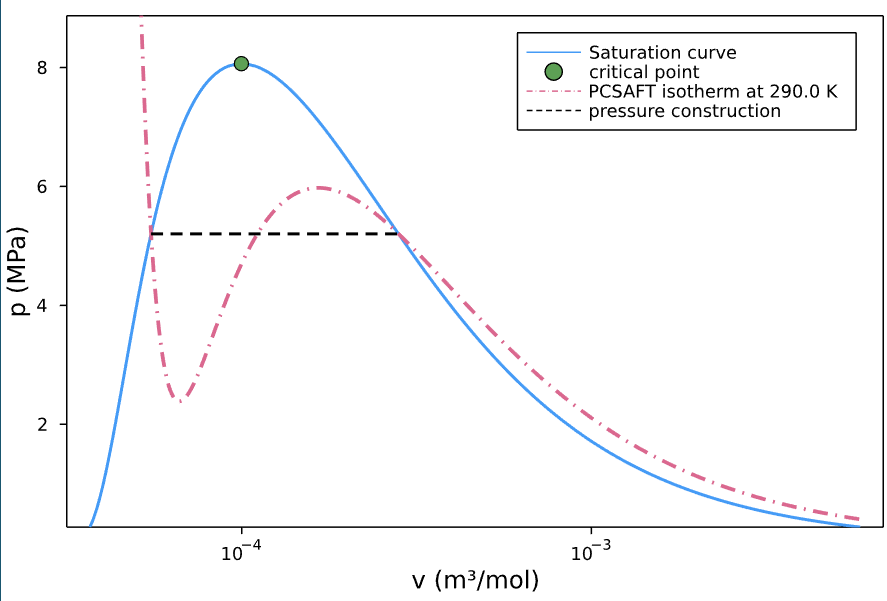 Saturation curve
critical point
PCSAFT isotherm at 290.0 K
pressure construction
8
6
4
2
p (MPa)
10⁻⁴
10⁻³
v (m³/mol)